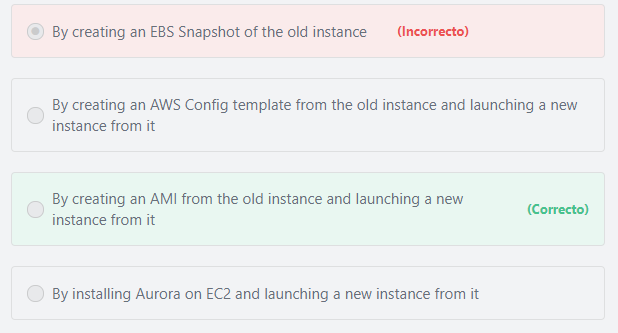 By creating an EBS Snapshot of the old instance (Incorrecto)
By creating an AWS Config template from the old instance and launching a new
instance from it
By creating an AMI from the old instance and launching a new
instance from it
(Correcto)
By installing Aurora on EC2 and launching a new instance from it